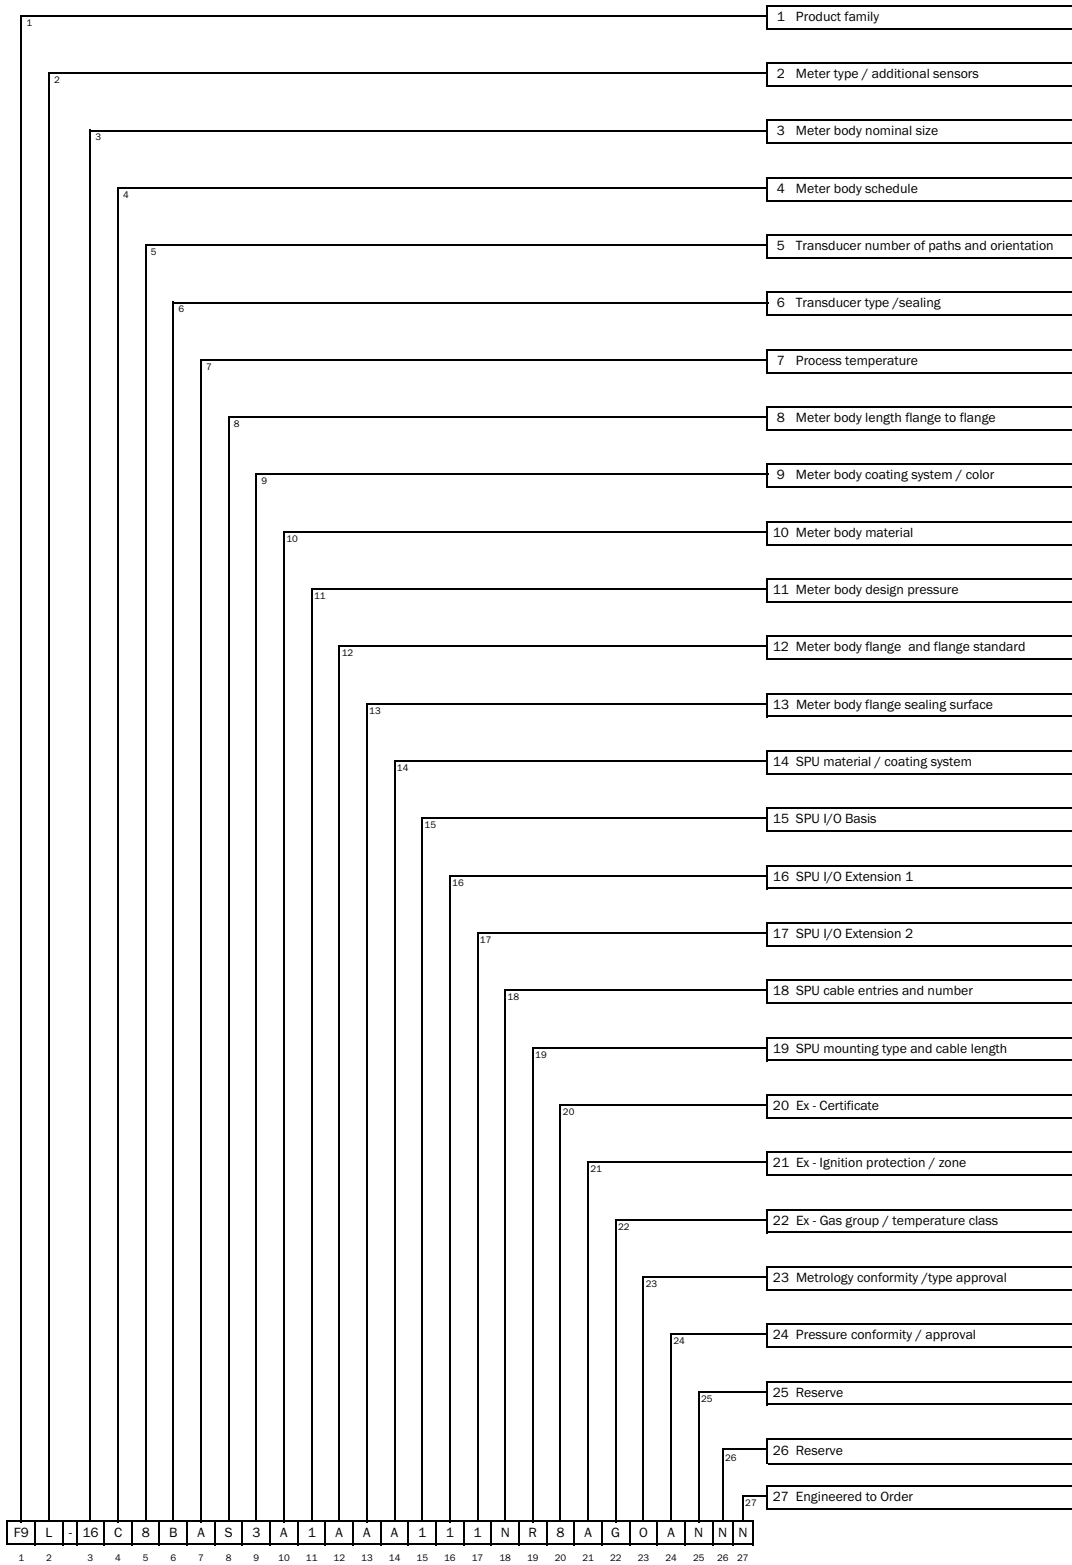 1 1 Product family
2 2 Meter type / additional sensors
3 3 Meter body nominal size
4 4 Meter body schedule
5 5 Transducer number of paths and orientation
6 6 Transducer type /sealing
7 7 Process temperature
8 8 Meter body length flange to flange
9 9 Meter body coating system / color
10 10 Meter body material
11 11 Meter body design pressure
12 12 Meter body flange and flange standard
13 13 Meter body flange sealing surface
14 14 SPU material / coating system
15 15 SPU I/O Basis
16 16 SPU I/O Extension 1
17 17 SPU I/O Extension 2
18 18 SPU cable entries and number
19 19 SPU mounting type and cable length
20 20 Ex - Certificate
21 21 Ex - Ignition protection / zone
22 22 Ex - Gas group / temperature class
23 23 Metrology conformity /type approval
24 24 Pressure conformity / approval
25 25 Reserve
26 26 Reserve
27 27 Engineered to Order
F9 L - 16 C 8 B A S 3 A 1 A A A 1 1 1 N R 8 A G O A N N N
1 2 3 4 5 6 7 8 9 10 11 12 13 14 15 16 17 18 19 20 21 22 23 24 25 26 27